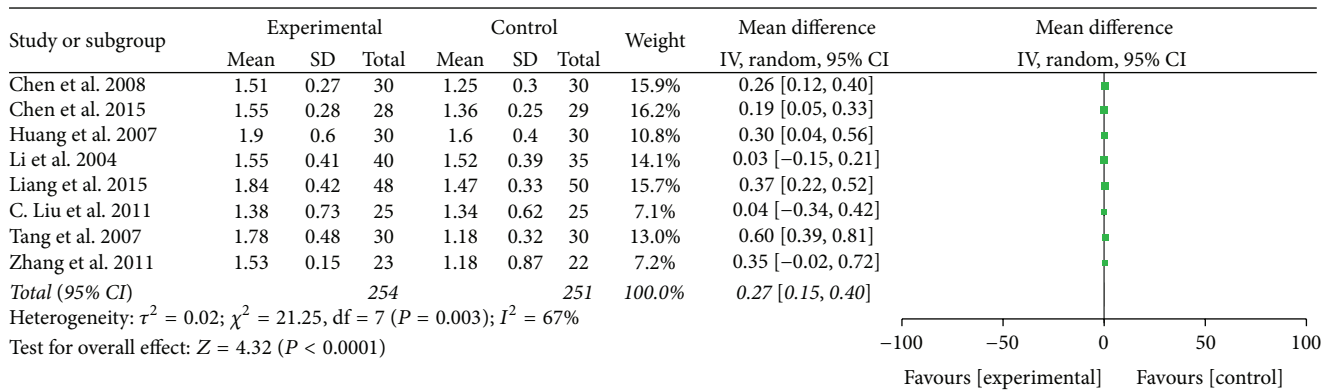 Study or subgroup Experimental Control Weight Mean difference Mean difference
Mean SD Total Mean SD Total IV, random, 95% CI IV, random, 95% CI
Chen et al. 2008 1.51 0.27 30 1.25 0.3 30 15.9% 0.26 [0.12, 0.40]
Chen et al. 2015 1.55 0.28 28 1.36 0.25 29 16.2% 0.19 [0.05, 0.33]
Huang et al. 2007 1.9 0.6 30 1.6 0.4 30 10.8% 0.30 [0.04, 0.56]
Li et al. 2004 1.55 0.41 40 1.52 0.39 35 14.1% 0.03 [−0.15, 0.21]
Liang et al. 2015 1.84 0.42 48 1.47 0.33 50 15.7% 0.37 [0.22, 0.52]
C. Liu et al. 2011 1.38 0.73 25 1.34 0.62 25 7.1% 0.04 [−0.34, 0.42]
Tang et al. 2007 1.78 0.48 30 1.18 0.32 30 13.0% 0.60 [0.39, 0.81]
Zhang et al. 2011 1.53 0.15 23 1.18 0.87 22 7.2% 0.35 [−0.02, 0.72]
Total (95% CI) 254 251 100.0% 0.27 [0.15, 0.40]
Heterogeneity: τ² = 0.02; χ² = 21.25, df = 7 (P = 0.003); I² = 67%
Test for overall effect: Z = 4.32 (P < 0.0001)
−100 −50 0 50 100
Favours [experimental] Favours [control]